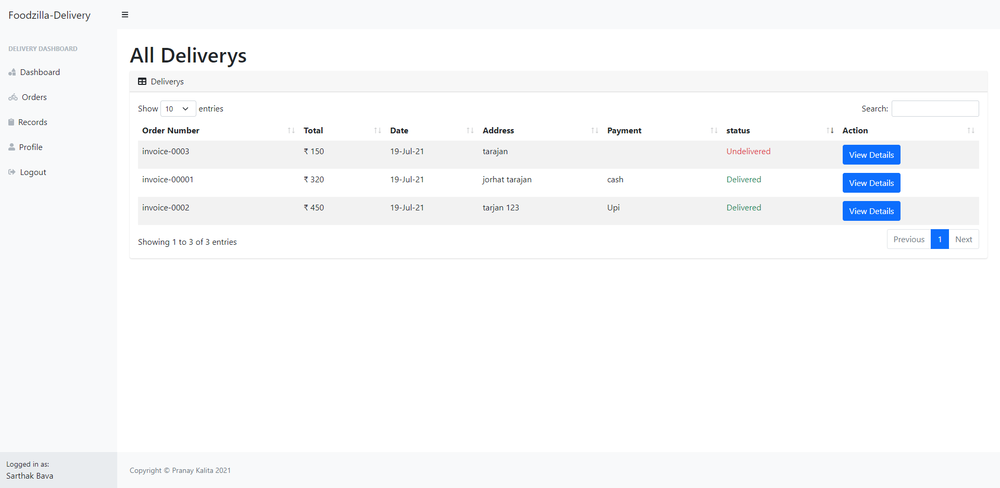 Foodzilla-Delivery
DELIVERY DASHBOARD
Dashboard
Orders
Records
Profile
Logout
All Deliverys
Deliverys
Show 10 entries
Search:
Order Number Total Date Address Payment status Action
invoice-0003 ₹ 150 19-Jul-21 tarajan Undelivered View Details
invoice-00001 ₹ 320 19-Jul-21 jorhat tarajan cash Delivered View Details
invoice-0002 ₹ 450 19-Jul-21 tarjan 123 Upi Delivered View Details
Showing 1 to 3 of 3 entries
Previous 1 Next
Logged in as:
Sarthak Bava
Copyright © Pranay Kalita 2021